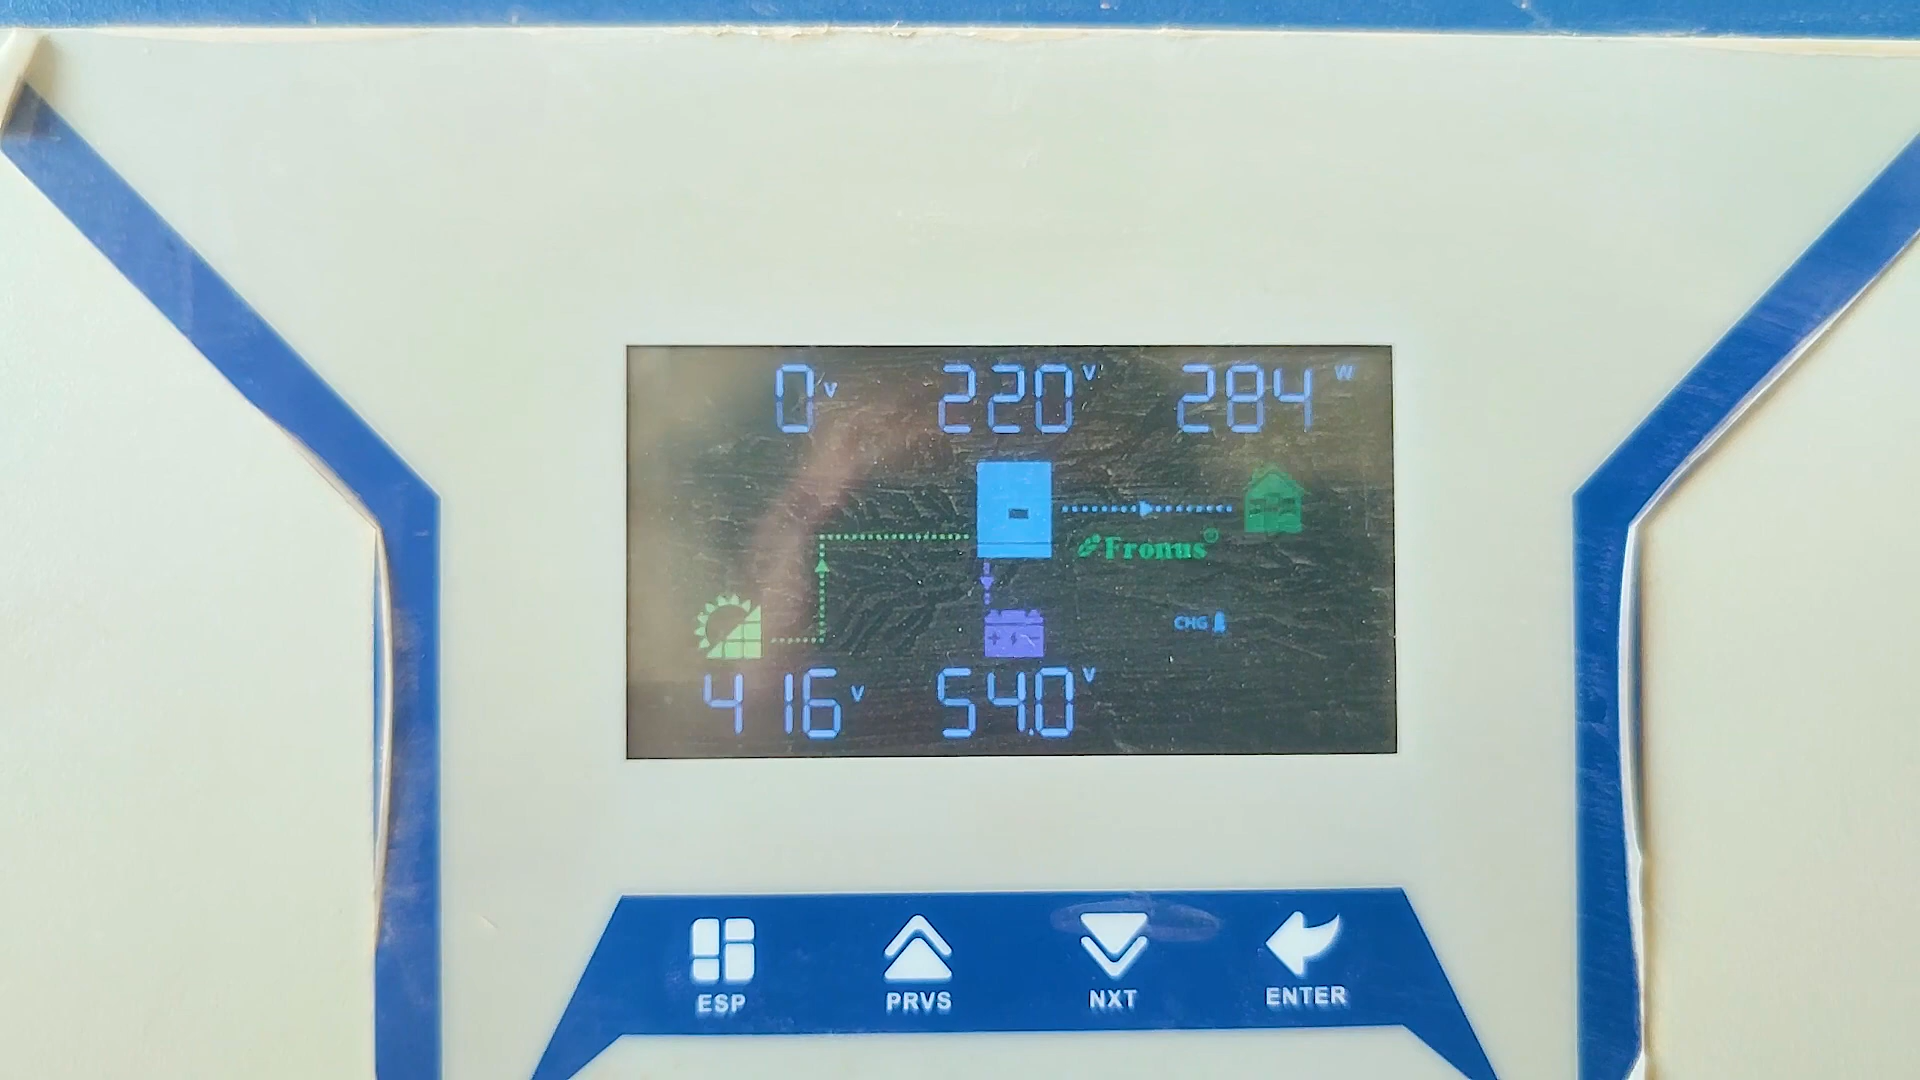 0V 220V 284W
Fronus®
CHG
416V 54.0V
ESP PRVS NXT ENTER